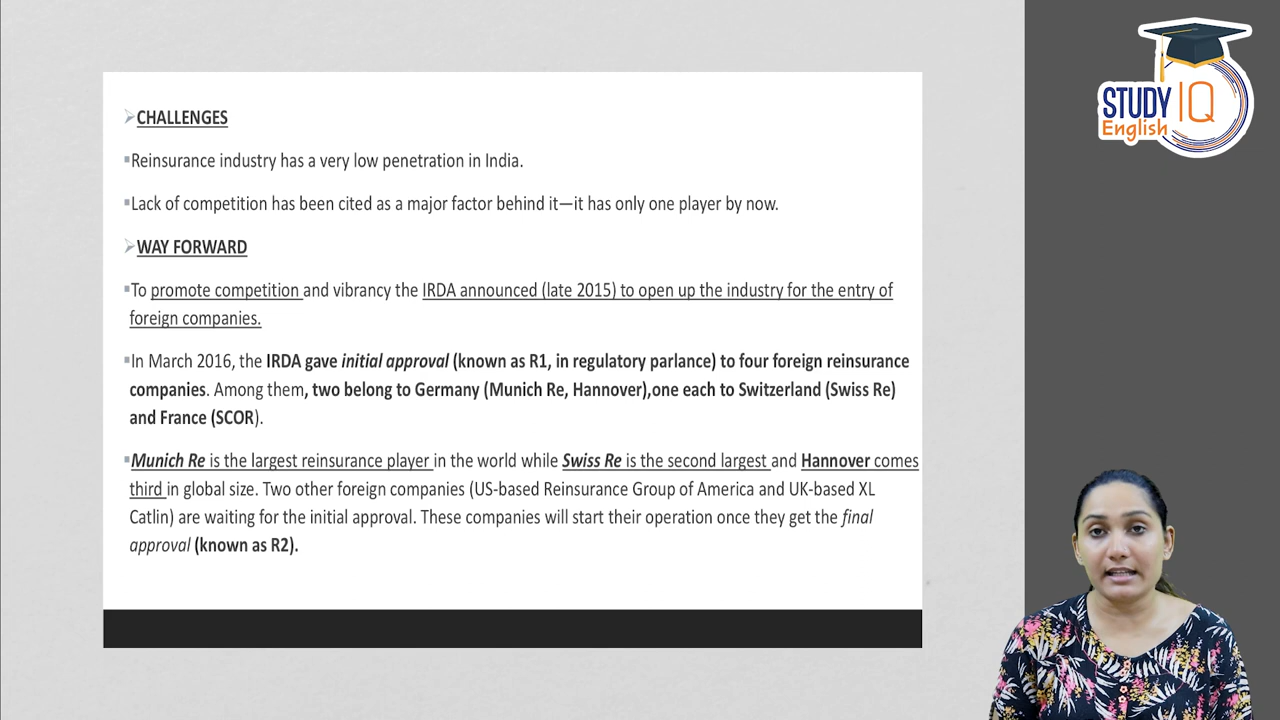 CHALLENGES
Reinsurance industry has a very low penetration in India.
Lack of competition has been cited as a major factor behind it—it has only one player by now.
WAY FORWARD
To promote competition and vibrancy the IRDA announced (late 2015) to open up the industry for the entry of
foreign companies.
In March 2016, the IRDA gave initial approval (known as R1, in regulatory parlance) to four foreign reinsurance
companies. Among them, two belong to Germany (Munich Re, Hannover),one each to Switzerland (Swiss Re)
and France (SCOR).
Munich Re is the largest reinsurance player in the world while Swiss Re is the second largest and Hannover comes
third in global size. Two other foreign companies (US-based Reinsurance Group of America and UK-based XL
Catlin) are waiting for the initial approval. These companies will start their operation once they get the final
approval (known as R2).
STUDY IQ
English